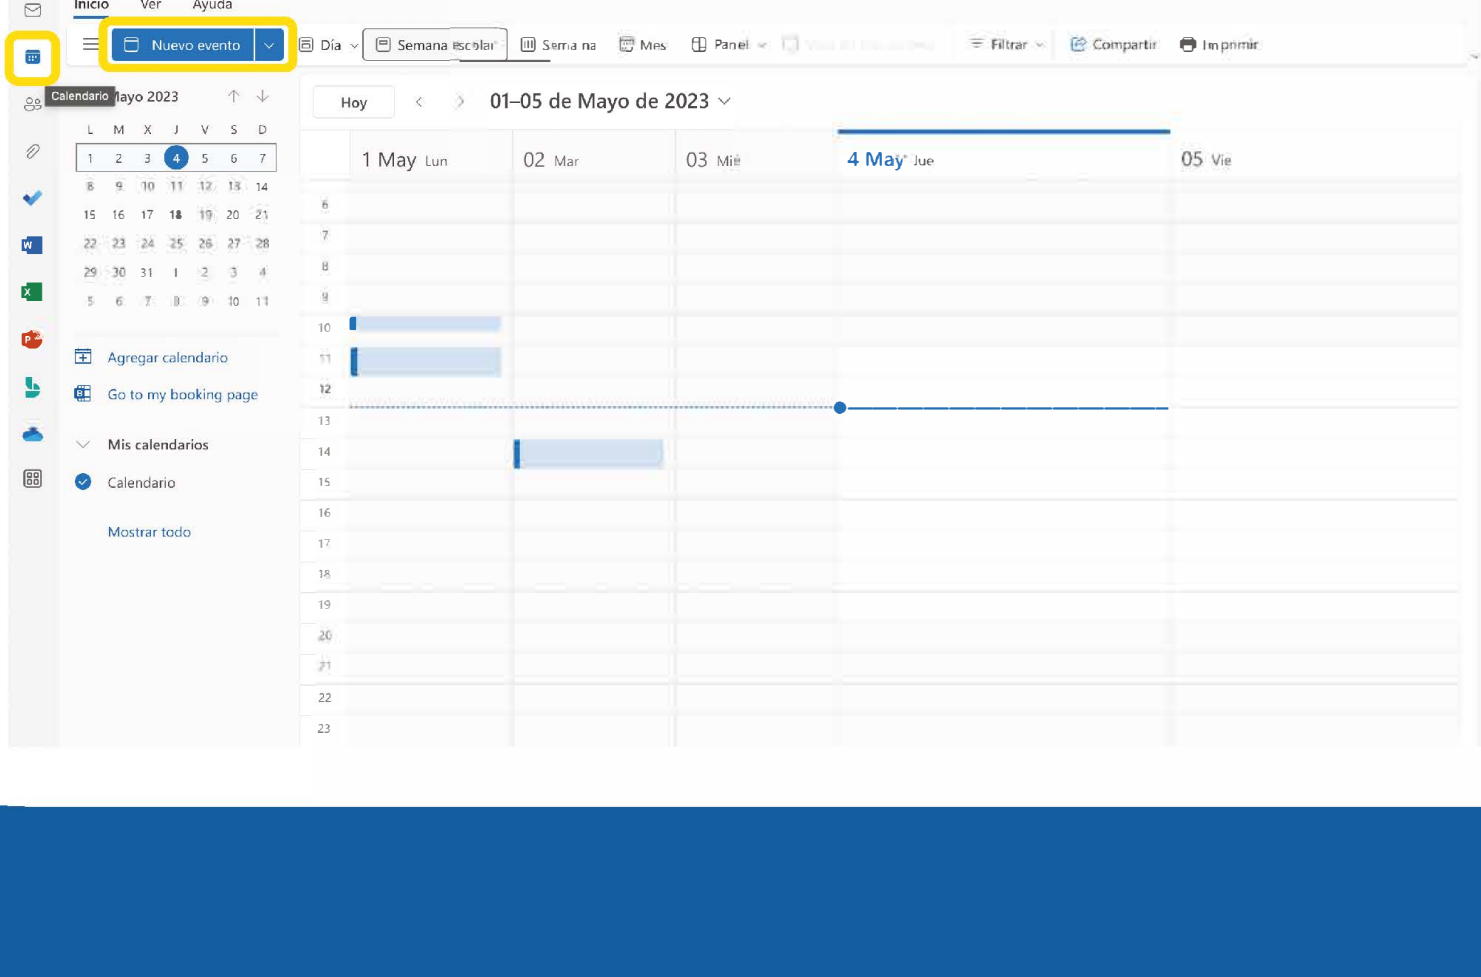 Inicio Ver Ayuda
Nuevo evento Día Semana escolar Semana Mes Panel Filtrar Compartir Imprimir
Calendario Mayo 2023
Hoy 01–05 de Mayo de 2023
L M X J V S D
1 2 3 4 5 6 7
8 9 10 11 12 13 14
15 16 17 18 19 20 21
22 23 24 25 26 27 28
29 30 31 1 2 3 4
5 6 7 8 9 10 11
Agregar calendario
Go to my booking page
Mis calendarios
Calendario
Mostrar todo
1 May Lun 02 Mar 03 Mié 4 May Jue 05 Vie
6
7
8
9
10
11
12
13
14
15
16
17
18
19
20
21
22
23